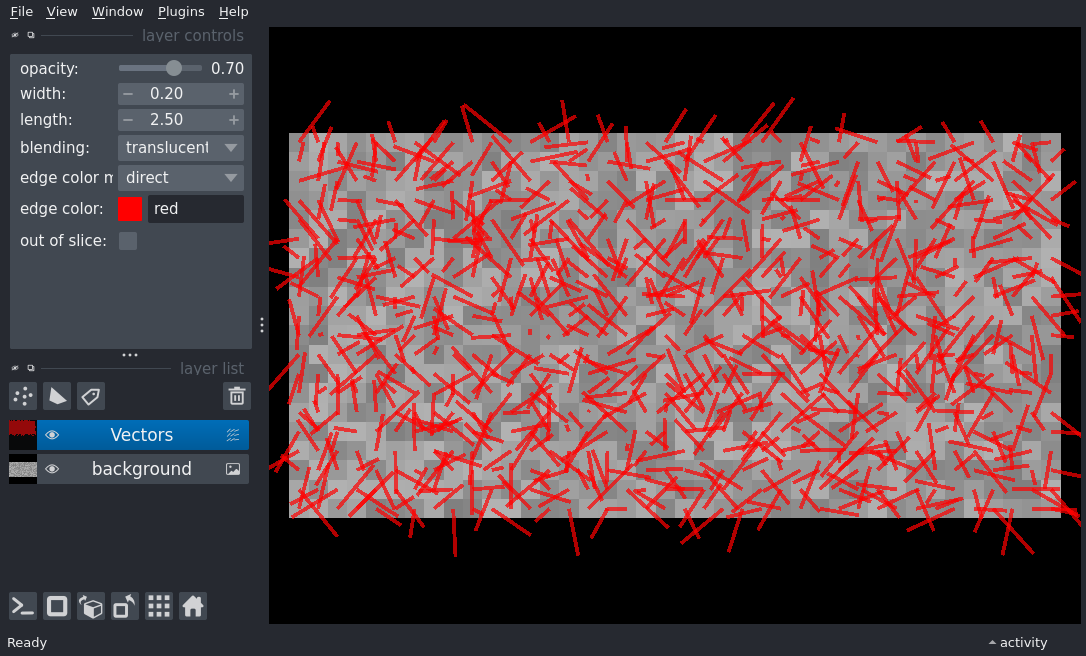 File View Window Plugins Help
layer controls
opacity: 0.70
width: 0.20
length: 2.50
blending: translucent
edge color m direct
edge color: red
out of slice:
layer list
Vectors
background
Ready activity